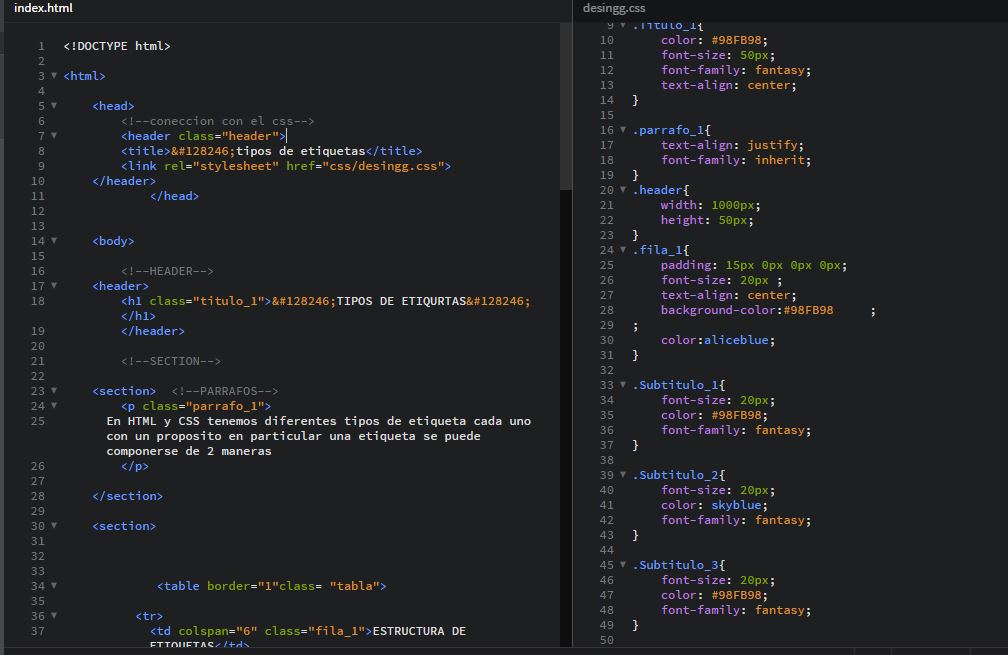 index.html
1 <!DOCTYPE html>
2
3 <html>
4
5 <head>
6 <!--coneccion con el css-->
7 <header class="header">
8 <title>&#128246;tipos de etiquetas</title>
9 <link rel="stylesheet" href="css/desingg.css">
10 </header>
11 </head>
12
13
14 <body>
15
16 <!--HEADER-->
17 <header>
18 <h1 class="titulo_1">&#128246;TIPOS DE ETIQURTAS&#128246;
</h1>
19 </header>
20
21 <!--SECTION-->
22
23 <section> <!--PARRAFOS-->
24 <p class="parrafo_1">
25 En HTML y CSS tenemos diferentes tipos de etiqueta cada uno
con un proposito en particular una etiqueta se puede
componerse de 2 maneras
26 </p>
27
28 </section>
29
30 <section>
31
32
33
34 <table border="1"class= "tabla">
35
36 <tr>
37 <td colspan="6" class="fila_1">ESTRUCTURA DE
ETIQUETAS</td>
desingg.css
9 .Titulo_1{
10 color: #98FB98;
11 font-size: 50px;
12 font-family: fantasy;
13 text-align: center;
14 }
15
16 .parrafo_1{
17 text-align: justify;
18 font-family: inherit;
19 }
20 .header{
21 width: 1000px;
22 height: 50px;
23 }
24 .fila_1{
25 padding: 15px 0px 0px 0px;
26 font-size: 20px ;
27 text-align: center;
28 background-color:#98FB98 ;
29 ;
30 color:aliceblue;
31 }
32
33 .Subtitulo_1{
34 font-size: 20px;
35 color: #98FB98;
36 font-family: fantasy;
37 }
38
39 .Subtitulo_2{
40 font-size: 20px;
41 color: skyblue;
42 font-family: fantasy;
43 }
44
45 .Subtitulo_3{
46 font-size: 20px;
47 color: #98FB98;
48 font-family: fantasy;
49 }
50